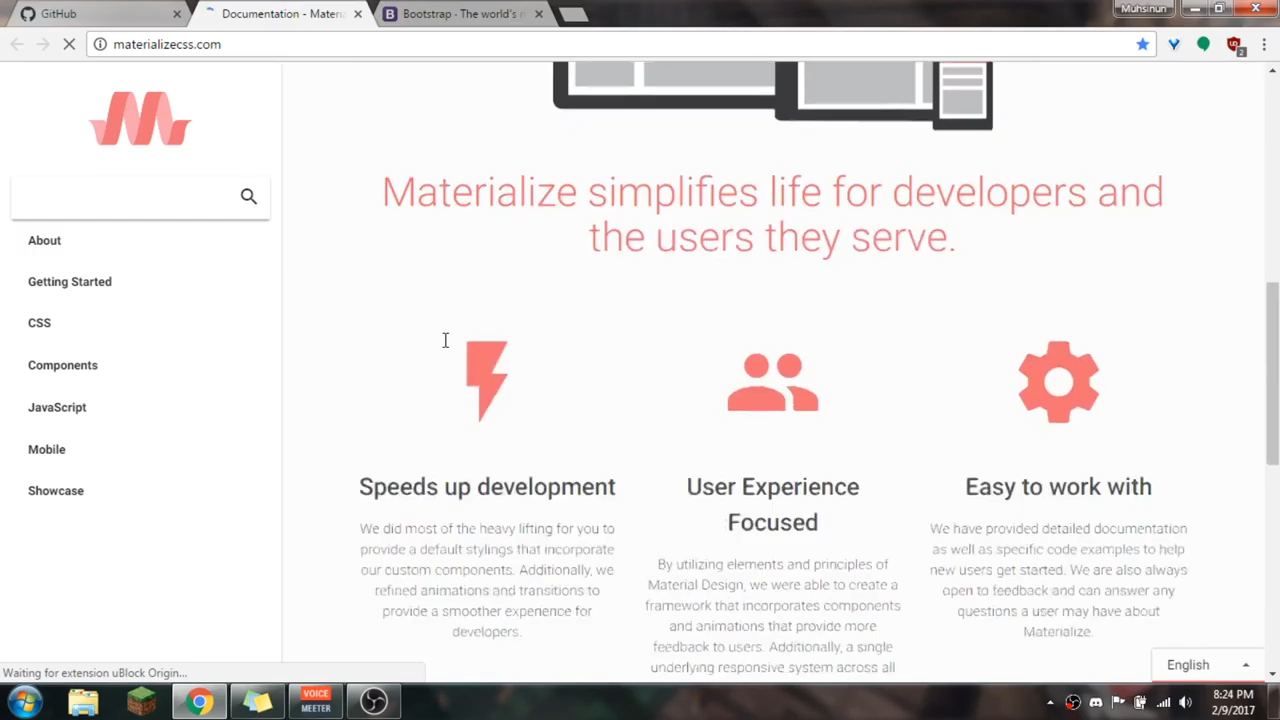 GitHub
Documentation - Materia
Bootstrap · The world's n
Muhsinun
materializecss.com
2
Materialize simplifies life for developers and
the users they serve.
About
Getting Started
CSS
Components
JavaScript
Mobile
Showcase
Speeds up development
We did most of the heavy lifting for you to
provide a default stylings that incorporate
our custom components. Additionally, we
refined animations and transitions to
provide a smoother experience for
developers.
User Experience
Focused
By utilizing elements and principles of
Material Design, we were able to create a
framework that incorporates components
and animations that provide more
feedback to users. Additionally, a single
underlying responsive system across all
Easy to work with
We have provided detailed documentation
as well as specific code examples to help
new users get started. We are also always
open to feedback and can answer any
questions a user may have about
Materialize.
English
Waiting for extension uBlock Origin...
VOICE
MEETER
8:24 PM
2/9/2017